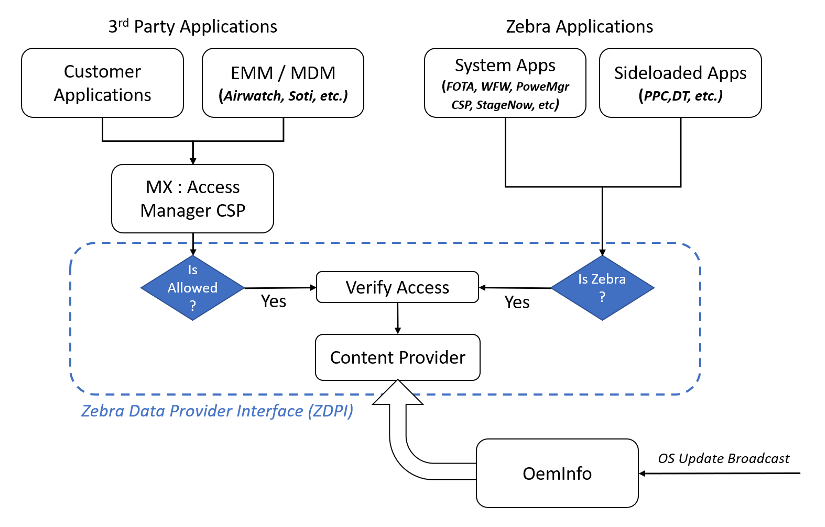 3rd Party Applications
Zebra Applications
Customer
Applications
EMM / MDM
(Airwatch, Soti, etc.)
System Apps
(FOTA, WFW, PoweMgr
CSP, StageNow, etc)
Sideloaded Apps
(PPC,DT, etc.)
MX : Access
Manager CSP
Is
Allowed
?
Yes
Verify Access
Yes
Is Zebra
?
Content Provider
Zebra Data Provider Interface (ZDPI)
OemInfo
OS Update Broadcast